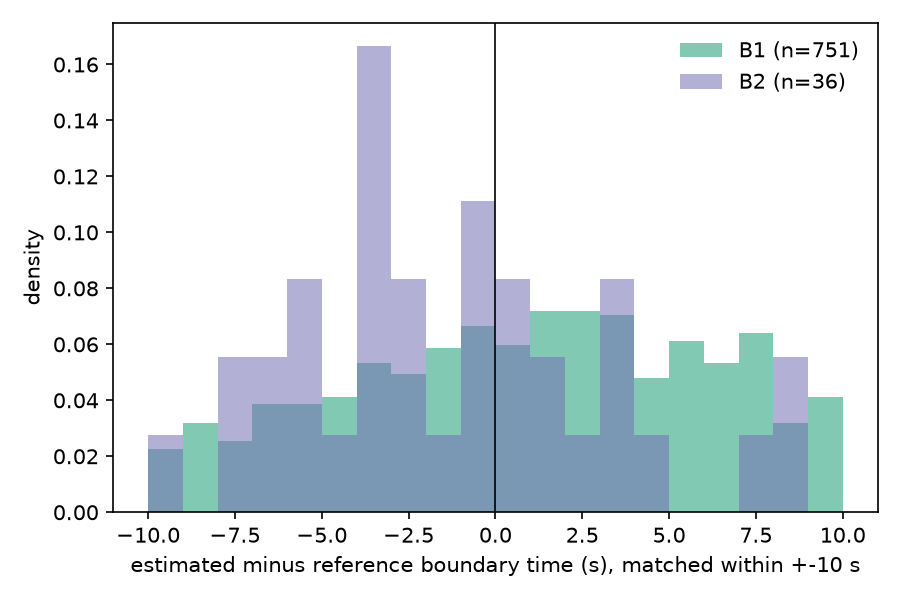 B1 (n=751)
B2 (n=36)
density
0.16
0.14
0.12
0.10
0.08
0.06
0.04
0.02
0.00
−10.0 −7.5 −5.0 −2.5 0.0 2.5 5.0 7.5 10.0
estimated minus reference boundary time (s), matched within +-10 s